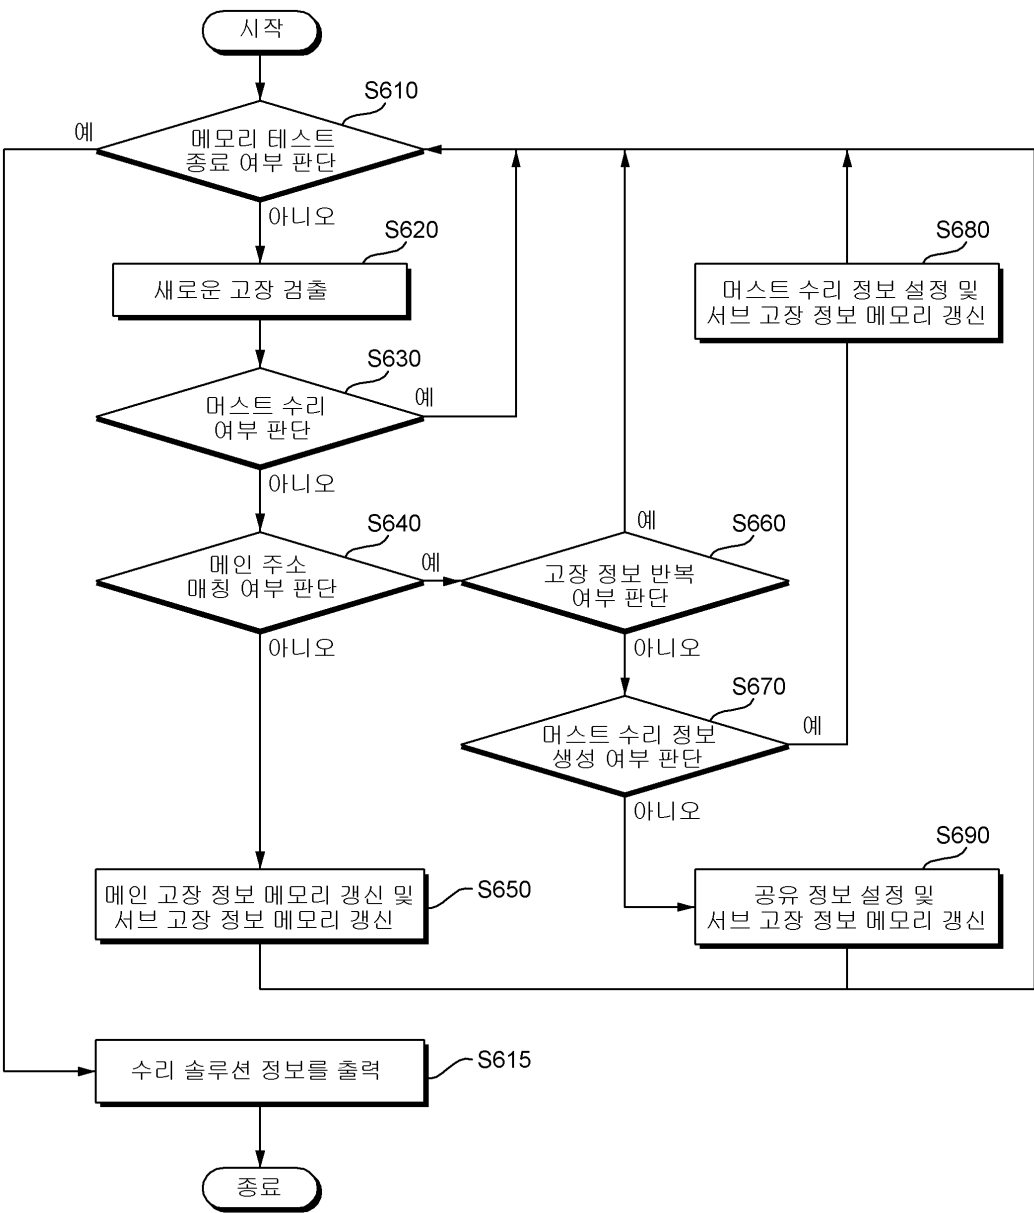 시작
S610
예
메모리 테스트
종료 여부 판단
아니오
S620
새로운 고장 검출
S680
머스트 수리 정보 설정 및
서브 고장 정보 메모리 갱신
S630
예
머스트 수리
여부 판단
아니오
S640
예
메인 주소
매칭 여부 판단
아니오
예
S660
고장 정보 반복
여부 판단
아니오
S670
예
머스트 수리 정보
생성 여부 판단
아니오
S650
메인 고장 정보 메모리 갱신 및
서브 고장 정보 메모리 갱신
S690
공유 정보 설정 및
서브 고장 정보 메모리 갱신
수리 솔루션 정보를 출력
S615
종료